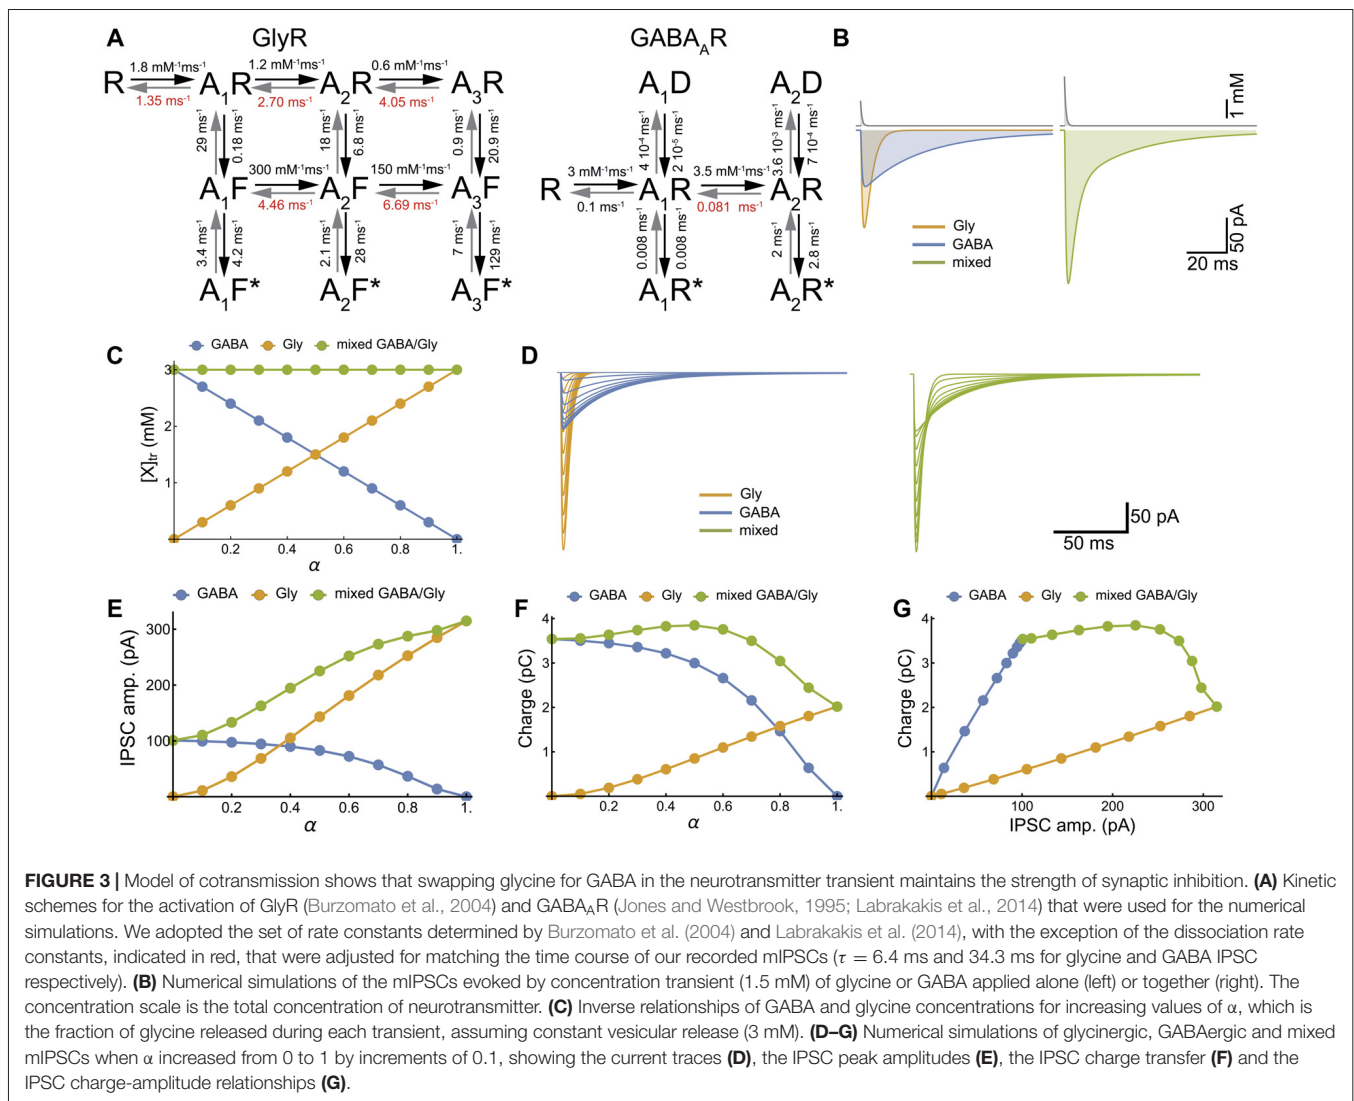 A
GlyR
GABA_AR
B
R
1.8 mM-1ms-1
1.35 ms-1
A1R
1.2 mM-1ms-1
2.70 ms-1
A2R
0.6 mM-1ms-1
4.05 ms-1
A3R
29 ms-1
0.18 ms-1
18 ms-1
6.8 ms-1
0.9 ms-1
20.9 ms-1
A1F
300 mM-1ms-1
4.46 ms-1
A2F
150 mM-1ms-1
6.69 ms-1
A3F
3.4 ms-1
4.2 ms-1
2.1 ms-1
28 ms-1
7 ms-1
129 ms-1
A1F*
A2F*
A3F*
A1D
A2D
4 10-4 ms-1
2 10-5 ms-1
3.6 10-3 ms-1
7 10-4 ms-1
R
3 mM-1ms-1
0.1 ms-1
A1R
3.5 mM-1ms-1
0.081 ms-1
A2R
0.008 ms-1
0.008 ms-1
2 ms-1
2.8 ms-1
A1R*
A2R*
1 mM
Gly
GABA
mixed
50 pA
20 ms
C
GABA Gly mixed GABA/Gly
[X]tr (mM)
3
2
1
0.2 0.4 0.6 0.8 1.
α
D
Gly
GABA
mixed
50 pA
50 ms
E
GABA Gly mixed GABA/Gly
IPSC amp. (pA)
300
200
100
0.2 0.4 0.6 0.8 1.
α
F
GABA Gly mixed GABA/Gly
Charge (pC)
4
3
2
1
0.2 0.4 0.6 0.8 1.
α
G
GABA Gly mixed GABA/Gly
Charge (pC)
4
3
2
1
100 200 300
IPSC amp. (pA)
FIGURE 3 | Model of cotransmission shows that swapping glycine for GABA in the neurotransmitter transient maintains the strength of synaptic inhibition. (A) Kinetic
schemes for the activation of GlyR (Burzomato et al., 2004) and GABAAR (Jones and Westbrook, 1995; Labrakakis et al., 2014) that were used for the numerical
simulations. We adopted the set of rate constants determined by Burzomato et al. (2004) and Labrakakis et al. (2014), with the exception of the dissociation rate
constants, indicated in red, that were adjusted for matching the time course of our recorded mIPSCs (τ = 6.4 ms and 34.3 ms for glycine and GABA IPSC
respectively). (B) Numerical simulations of the mIPSCs evoked by concentration transient (1.5 mM) of glycine or GABA applied alone (left) or together (right). The
concentration scale is the total concentration of neurotransmitter. (C) Inverse relationships of GABA and glycine concentrations for increasing values of α, which is
the fraction of glycine released during each transient, assuming constant vesicular release (3 mM). (D–G) Numerical simulations of glycinergic, GABAergic and mixed
mIPSCs when α increased from 0 to 1 by increments of 0.1, showing the current traces (D), the IPSC peak amplitudes (E), the IPSC charge transfer (F) and the
IPSC charge-amplitude relationships (G).